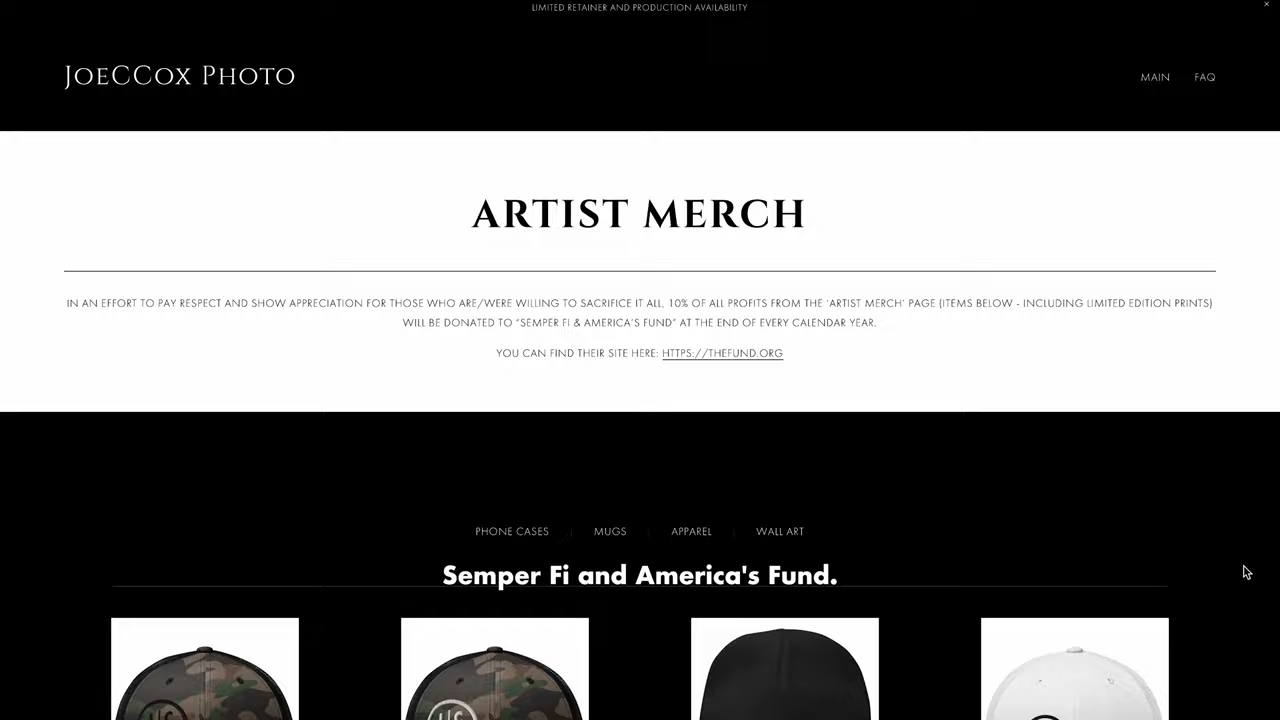 LIMITED RETAINER AND PRODUCTION AVAILABILITY
JOECCOX PHOTO
MAIN
FAQ
ARTIST MERCH
IN AN EFFORT TO PAY RESPECT AND SHOW APPRECIATION FOR THOSE WHO ARE/WERE WILLING TO SACRIFICE IT ALL, 10% OF ALL PROFITS FROM THE 'ARTIST MERCH' PAGE (ITEMS BELOW - INCLUDING LIMITED EDITION PRINTS)
WILL BE DONATED TO "SEMPER FI & AMERICA'S FUND" AT THE END OF EVERY CALENDAR YEAR.
YOU CAN FIND THEIR SITE HERE: HTTPS://THEFUND.ORG
PHONE CASES | MUGS | APPAREL | WALL ART
Semper Fi and America's Fund.